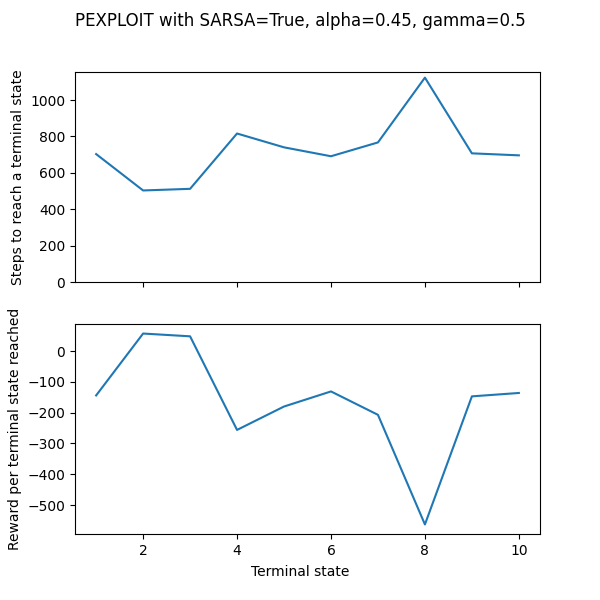 PEXPLOIT with SARSA=True, alpha=0.45, gamma=0.5
Steps to reach a terminal state
1000
800
600
400
200
0
Reward per terminal state reached
0
−100
−200
−300
−400
−500
2 4 6 8 10
Terminal state